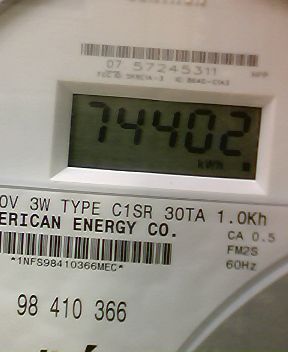 07 57245311
74402
kWh
0V 3W TYPE C1SR 30TA 1.0Kh
ERICAN ENERGY CO.
CA 0.5
FM2S
60Hz
*1NFS98410366MEC*
98 410 366